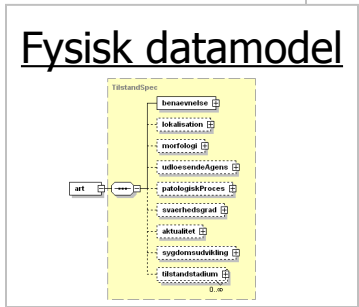 Fysisk datamodel
TilstandSpec
benaevnelse
lokalisation
morfologi
udloesendeAgens
art
patologiskProces
svaerhedsgrad
aktualitet
sygdomsudvikling
tilstandstadium
0..∞